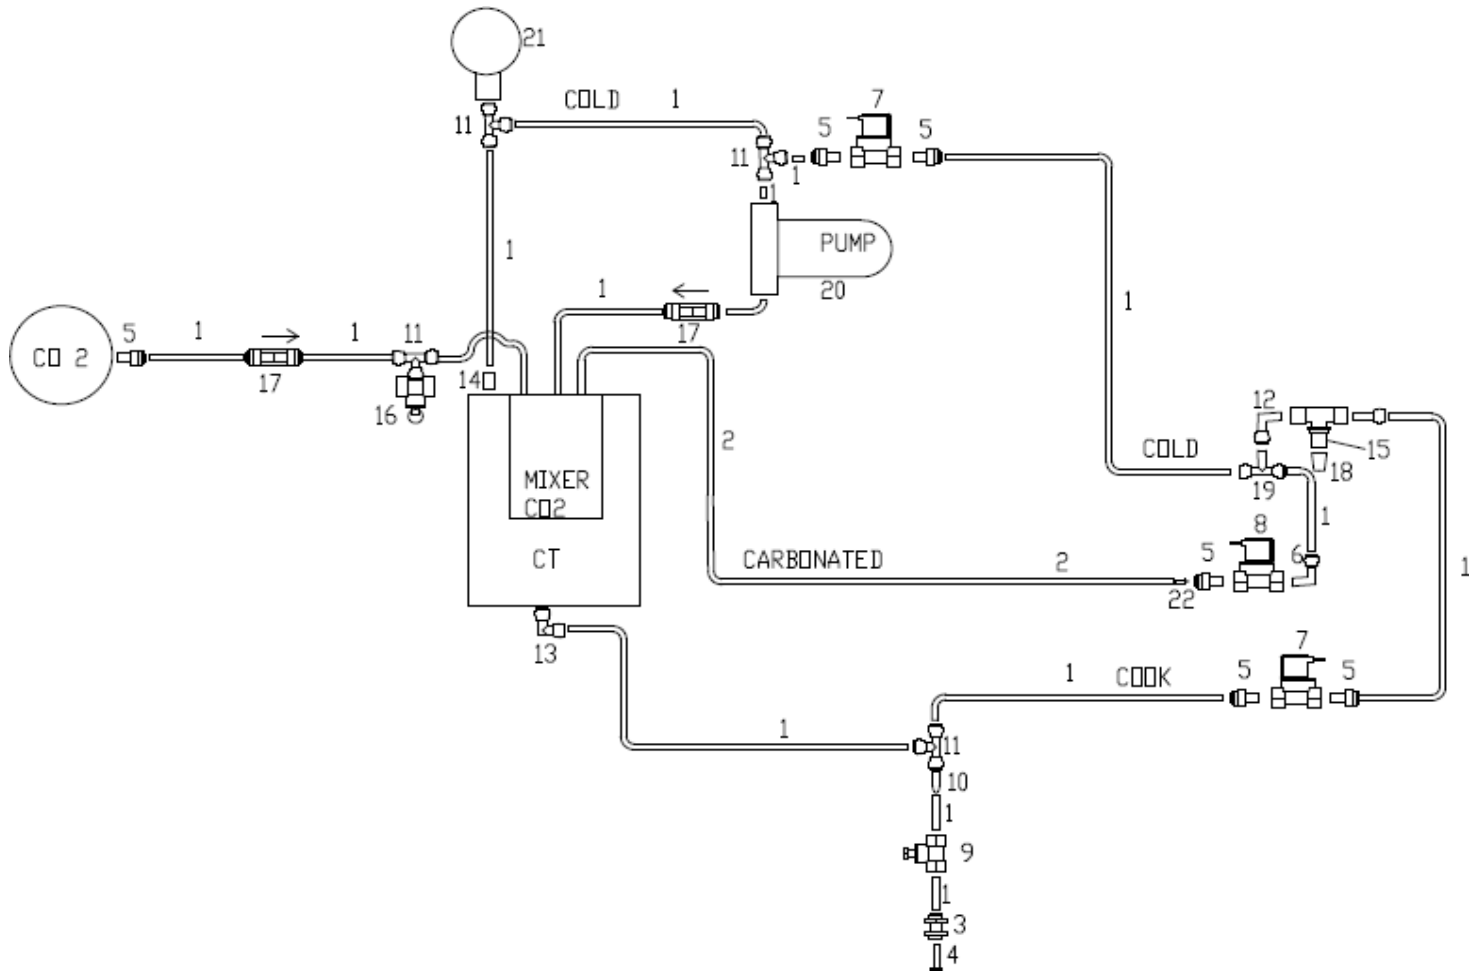 21
COLD 1 7
11 5 5
11 1
1
PUMP
1 20
1 1
5 1 1 11 17
CO 2
17 14 12
16 2 COLD 15
18
MIXER 19
CO2 8 1
CT CARBONATED 2 5 6
22 1
13 7
1 COOK 5 5
1 11
10
1
9
1
3
4